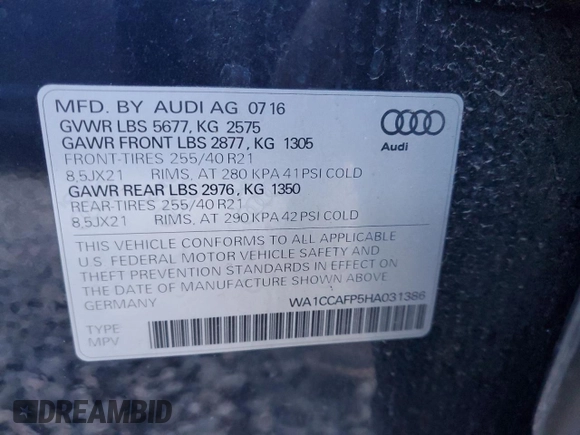 MFD. BY AUDI AG 07 16
GVWR LBS 5677, KG 2575
GAWR FRONT LBS 2877, KG 1305
FRONT-TIRES 255/40 R21
8,5JX21 RIMS, AT 280 KPA 41 PSI COLD
GAWR REAR LBS 2976, KG 1350
REAR-TIRES 255/40 R21
8,5JX21 RIMS, AT 290 KPA 42 PSI COLD
Audi
THIS VEHICLE CONFORMS TO ALL APPLICABLE
U.S. FEDERAL MOTOR VEHICLE SAFETY AND
THEFT PREVENTION STANDARDS IN EFFECT ON
THE DATE OF MANUFACTURE SHOWN ABOVE.
GERMANY
WA1CCAFP5HA031386
TYPE:
MPV
DREAMBID